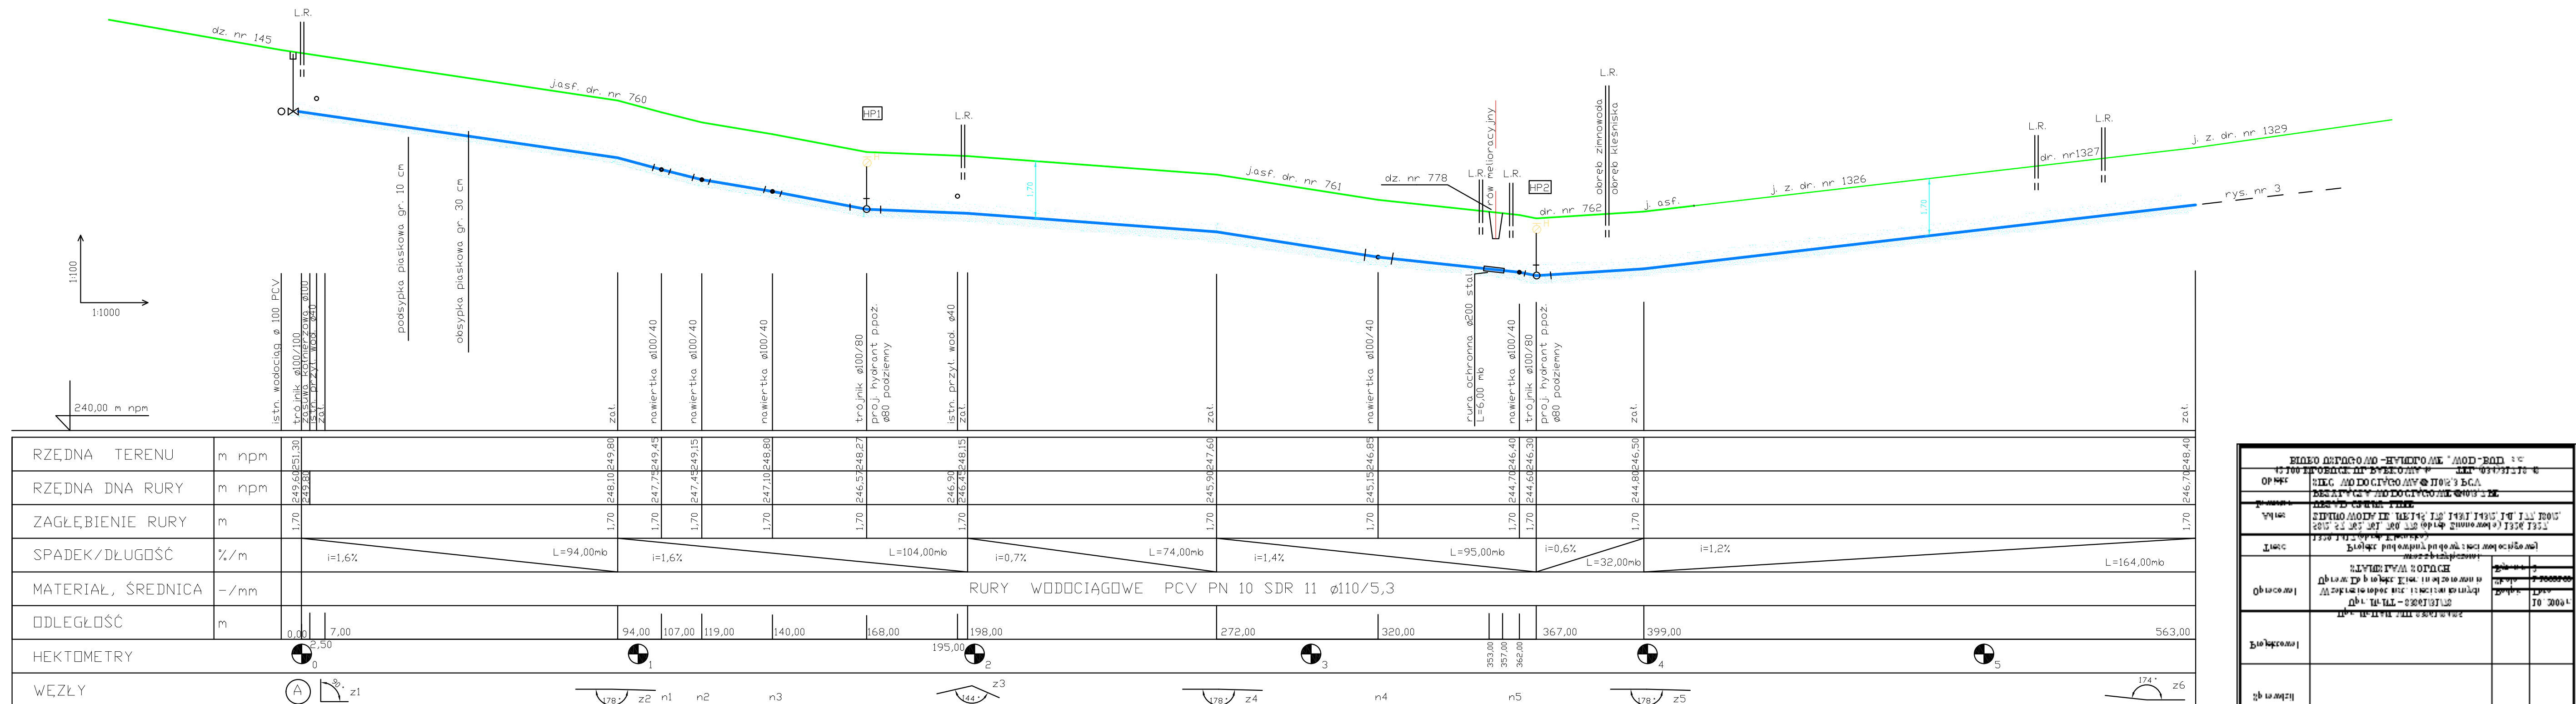 dz. nr 145
L.R.
j.asf. dr. nr 760
HP1
L.R.
1,70
j.asf. dr. nr 761
dz. nr 778
L.R.
rów melioracyjny
L.R.
HP2
dr. nr 762
L.R.
obręb zimnowoda
obręb kleśniska
j. asf.
j. z. dr. nr 1326
1,70
L.R.
dr. nr1327
L.R.
j. z. dr. nr 1329
rys. nr 3
1:100
1:1000
podsypka piaskowa gr. 10 cm
obsypka piaskowa gr. 30 cm
240,00 m npm
istn. wodociąg ø 100 PCV
trójnik ø100/100
zasuwa kołnierzowa ø100
istn. przył. wod. ø40
zał.
zał.
nawiertka ø100/40
nawiertka ø100/40
nawiertka ø100/40
trójnik ø100/80
proj. hydrant p.poż.
ø80 podziemny
istn. przył. wod. ø40
zał.
zał.
nawiertka ø100/40
rura ochronna ø200 stal.
L=6,00 mb
nawiertka ø100/40
trójnik ø100/80
proj. hydrant p.poż.
ø80 podziemny
zał.
zał.
RZĘDNA TERENU m npm 251,30 249,80 249,45 249,15 248,80 248,27 248,15 247,60 246,85 246,40 246,30 246,50 248,40
RZĘDNA DNA RURY m npm 249,60 249,80 248,10 247,75 247,45 247,10 246,57 246,90 246,45 245,90 245,15 244,70 244,60 244,80 246,70
ZAGŁĘBIENIE RURY m 1,70 1,70 1,70 1,70 1,70 1,70 1,70 1,70 1,70 1,70 1,70 1,70 1,70
SPADEK/DŁUGOŚĆ %/m i=1,6% L=94,00mb i=1,6% L=104,00mb i=0,7% L=74,00mb i=1,4% L=95,00mb i=0,6% L=32,00mb i=1,2% L=164,00mb
MATERIAŁ, ŚREDNICA -/mm RURY WODOCIĄGOWE PCV PN 10 SDR 11 ø110/5,3
ODLEGŁOŚĆ m 0,00 2,50 7,00 94,00 107,00 119,00 140,00 168,00 195,00 198,00 272,00 320,00 353,00 357,00 362,00 367,00 399,00 563,00
HEKTOMETRY 0 1 2 3 4 5
WĘZŁY A 90° z1 178° z2 n1 n2 n3 144° z3 178° z4 n4 n5 178° z5 174° z6